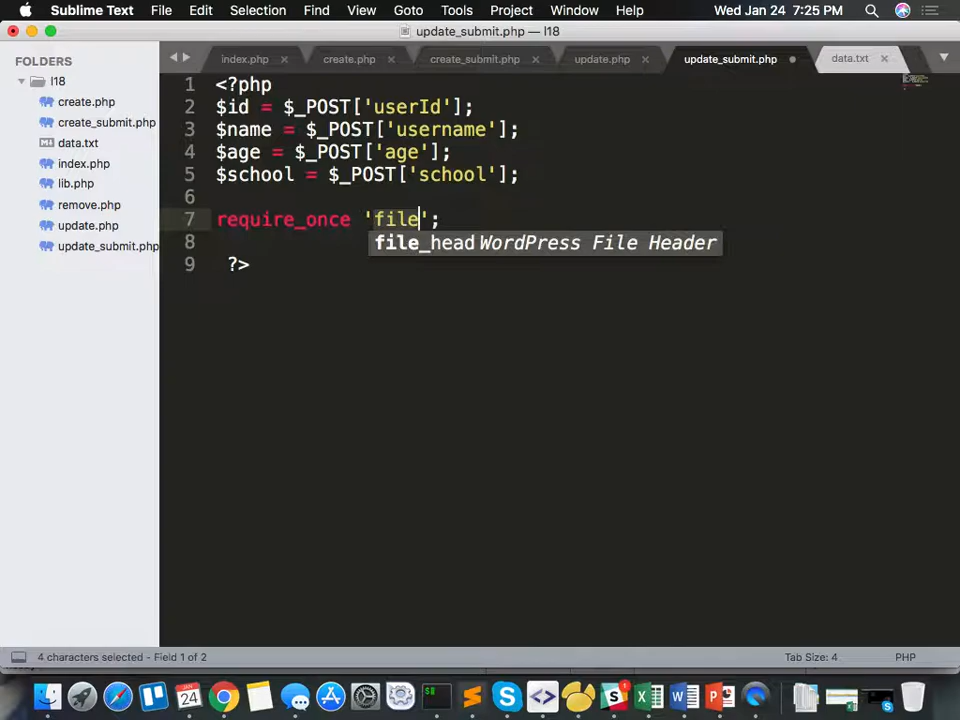 Sublime Text File Edit Selection Find View Goto Tools Project Window Help Wed Jan 24 7:25 PM
update_submit.php — l18
FOLDERS
l18
create.php
create_submit.php
data.txt
index.php
lib.php
remove.php
update.php
update_submit.php
index.php create.php create_submit.php update.php update_submit.php data.txt
1 <?php
2 $id = $_POST['userId'];
3 $name = $_POST['username'];
4 $age = $_POST['age'];
5 $school = $_POST['school'];
6
7 require_once 'file';
file_head WordPress File Header
8
9 ?>
4 characters selected - Field 1 of 2 Tab Size: 4 PHP
JAN
24